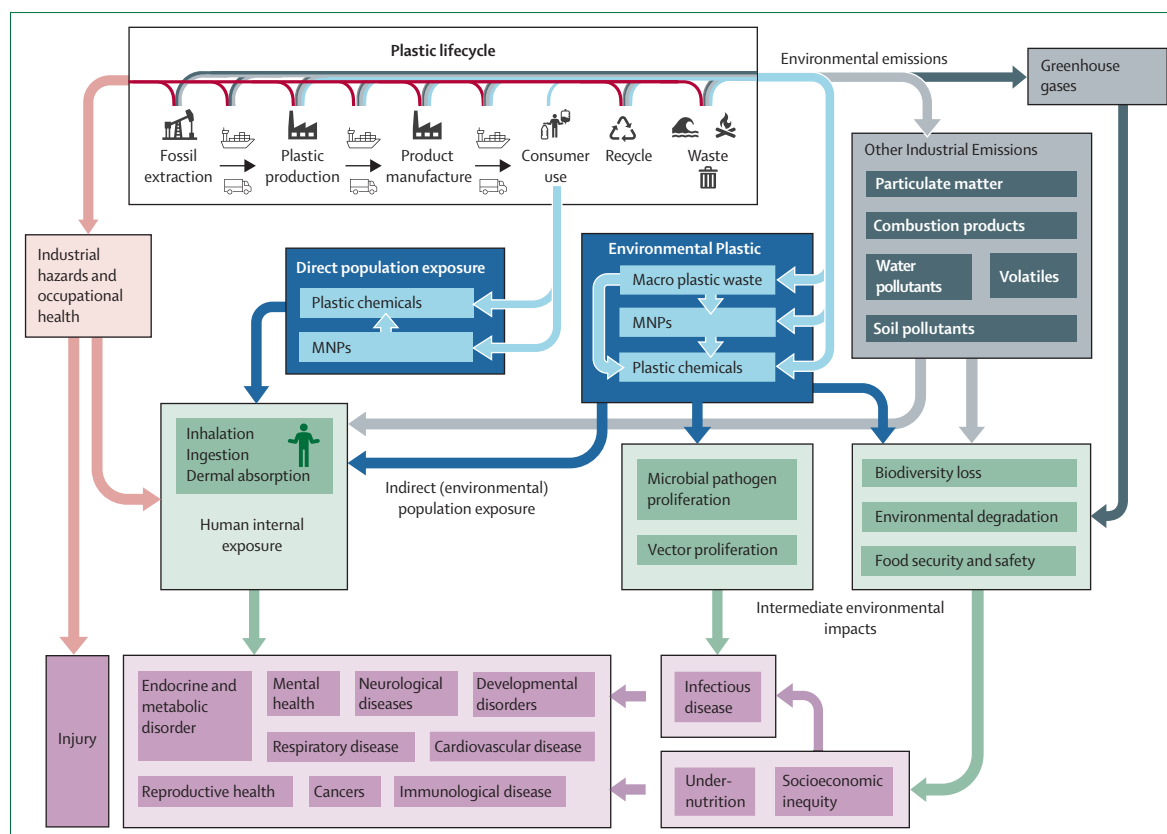 Plastic lifecycle
Environmental emissions
Greenhouse
gases
Fossil
extraction
Plastic
production
Product
manufacture
Consumer
use
Recycle
Waste
Other Industrial Emissions
Particulate matter
Combustion products
Water
pollutants
Volatiles
Soil pollutants
Industrial
hazards and
occupational
health
Direct population exposure
Plastic chemicals
MNPs
Environmental Plastic
Macro plastic waste
MNPs
Plastic chemicals
Inhalation
Ingestion
Dermal absorption
Human internal
exposure
Indirect (environmental)
population exposure
Microbial pathogen
proliferation
Vector proliferation
Biodiversity loss
Environmental degradation
Food security and safety
Intermediate environmental
impacts
Injury
Endocrine and
metabolic
disorder
Mental
health
Neurological
diseases
Developmental
disorders
Respiratory disease
Cardiovascular disease
Reproductive health
Cancers
Immunological disease
Infectious
disease
Under-
nutrition
Socioeconomic
inequity